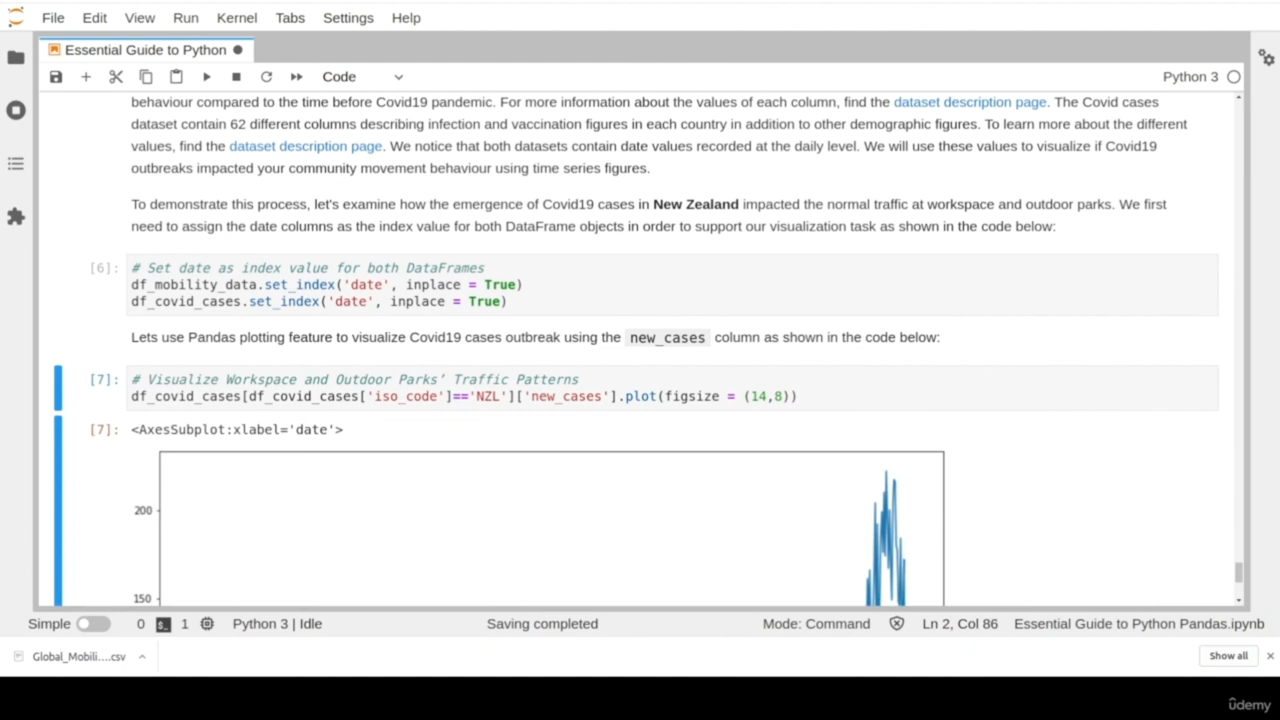 File Edit View Run Kernel Tabs Settings Help
Essential Guide to Python
Code
Python 3
behaviour compared to the time before Covid19 pandemic. For more information about the values of each column, find the dataset description page. The Covid cases
dataset contain 62 different columns describing infection and vaccination figures in each country in addition to other demographic figures. To learn more about the different
values, find the dataset description page. We notice that both datasets contain date values recorded at the daily level. We will use these values to visualize if Covid19
outbreaks impacted your community movement behaviour using time series figures.
To demonstrate this process, let's examine how the emergence of Covid19 cases in New Zealand impacted the normal traffic at workspace and outdoor parks. We first
need to assign the date columns as the index value for both DataFrame objects in order to support our visualization task as shown in the code below:
[6]: # Set date as index value for both DataFrames
df_mobility_data.set_index('date', inplace = True)
df_covid_cases.set_index('date', inplace = True)
Lets use Pandas plotting feature to visualize Covid19 cases outbreak using the new_cases column as shown in the code below:
[7]: # Visualize Workspace and Outdoor Parks’ Traffic Patterns
df_covid_cases[df_covid_cases['iso_code']=='NZL']['new_cases'].plot(figsize = (14,8))
[7]: <AxesSubplot:xlabel='date'>
200
150
Simple 0 $_ 1 Python 3 | Idle Saving completed Mode: Command Ln 2, Col 86 Essential Guide to Python Pandas.ipynb
Global_Mobili....csv Show all
udemy